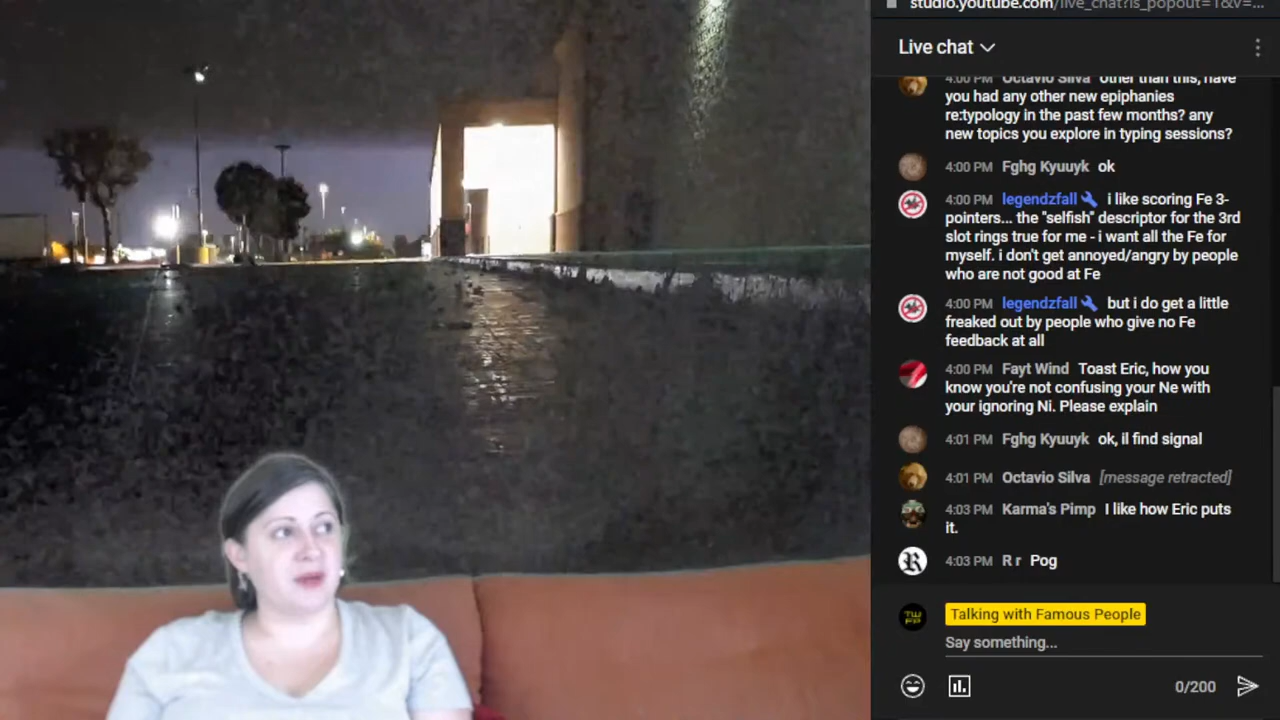 studio.youtube.com/live_chat?is_popout=1&v=...
Live chat
4:00 PM Octavio Silva other than this, have
you had any other new epiphanies
re:typology in the past few months? any
new topics you explore in typing sessions?
4:00 PM Fghg Kyuuyk ok
4:00 PM legendzfall i like scoring Fe 3-
pointers... the "selfish" descriptor for the 3rd
slot rings true for me - i want all the Fe for
myself. i don't get annoyed/angry by people
who are not good at Fe
4:00 PM legendzfall but i do get a little
freaked out by people who give no Fe
feedback at all
4:00 PM Fayt Wind Toast Eric, how you
know you're not confusing your Ne with
your ignoring Ni. Please explain
4:01 PM Fghg Kyuuyk ok, il find signal
4:01 PM Octavio Silva [message retracted]
4:03 PM Karma's Pimp I like how Eric puts
it.
4:03 PM R r Pog
TWFP
Talking with Famous People
Say something...
0/200